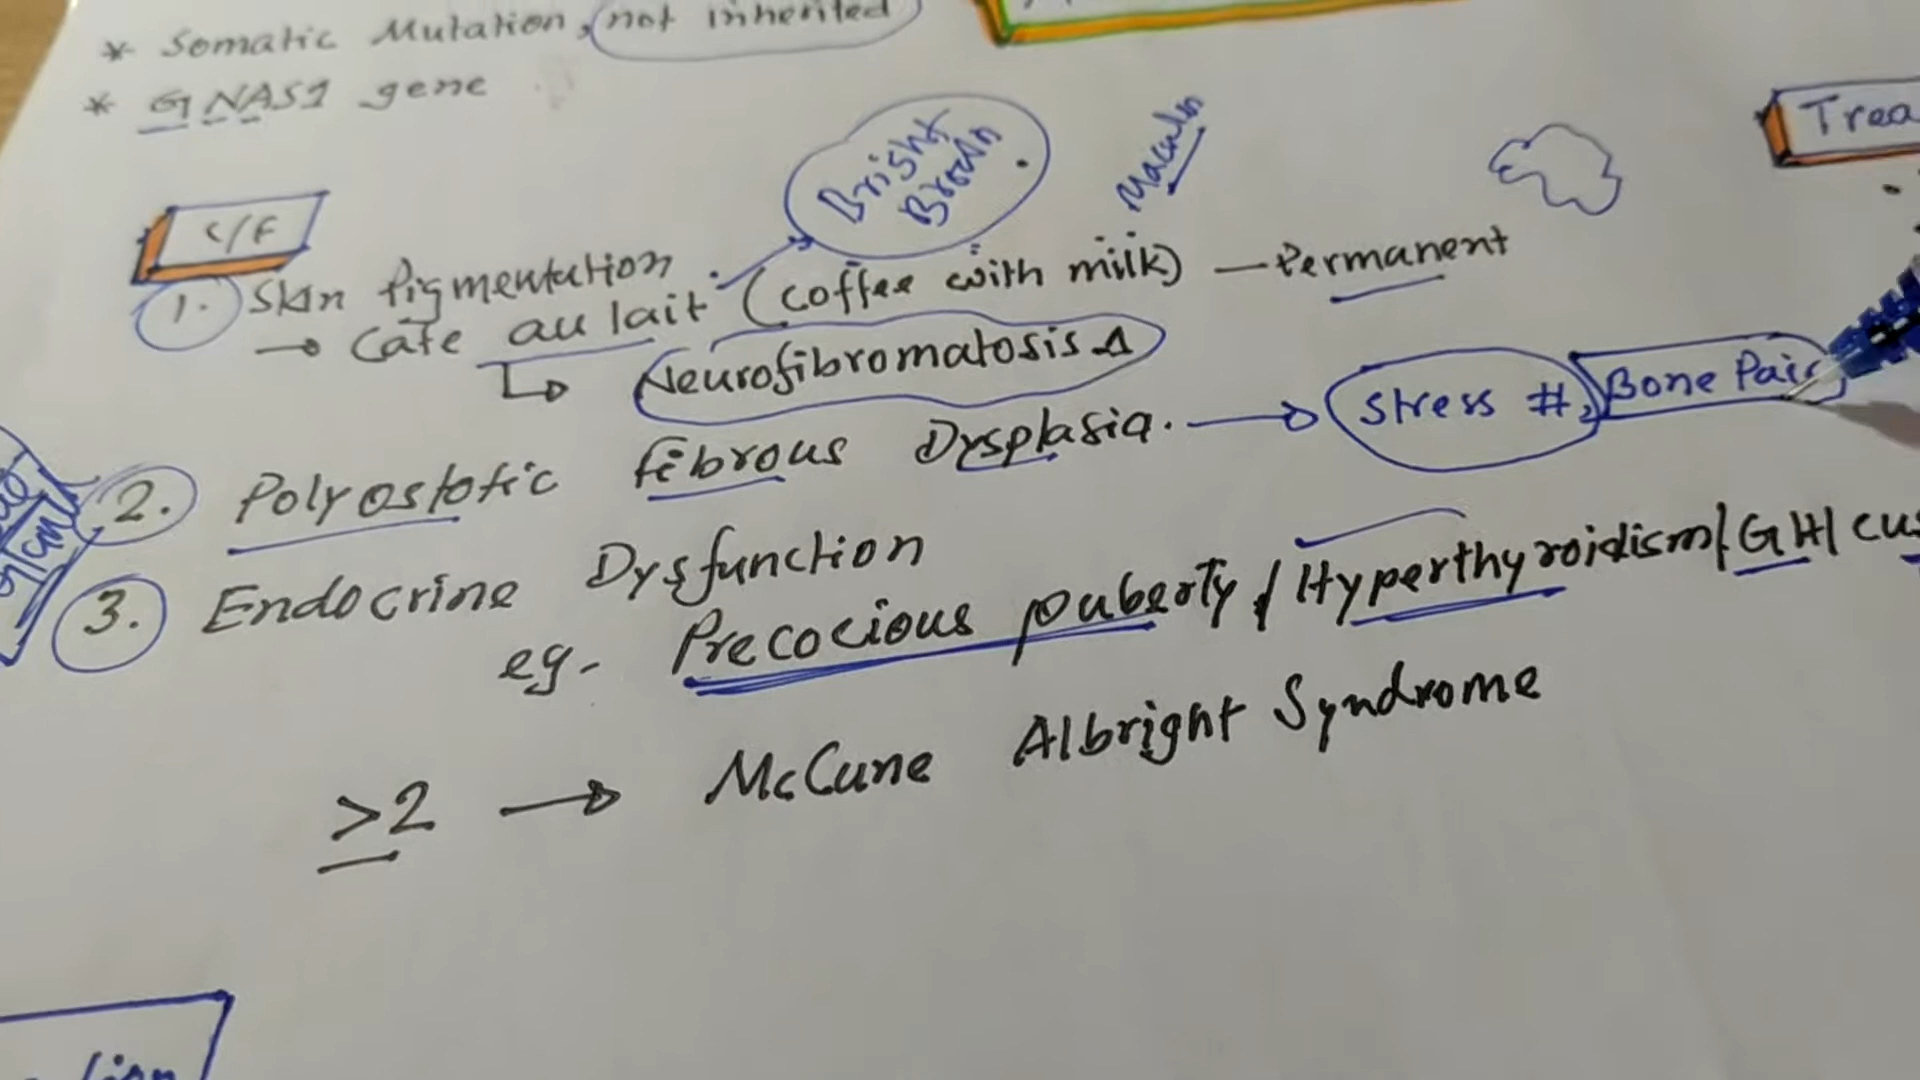 * Somatic Mutation, not inherited
* GNAS1 gene
Trea
Bright
Brown
Macules
C/F
1. Skin Pigmentation
→ Cafe au lait (coffee with milk) — Permanent
↳ Neurofibromatosis 1
2. Polyostotic fibrous Dysplasia. → Stress #, Bone Pain
3. Endocrine Dysfunction
eg- Precocious puberty / Hyperthyroidism / GH / cus
≥2 → McCune Albright Syndrome